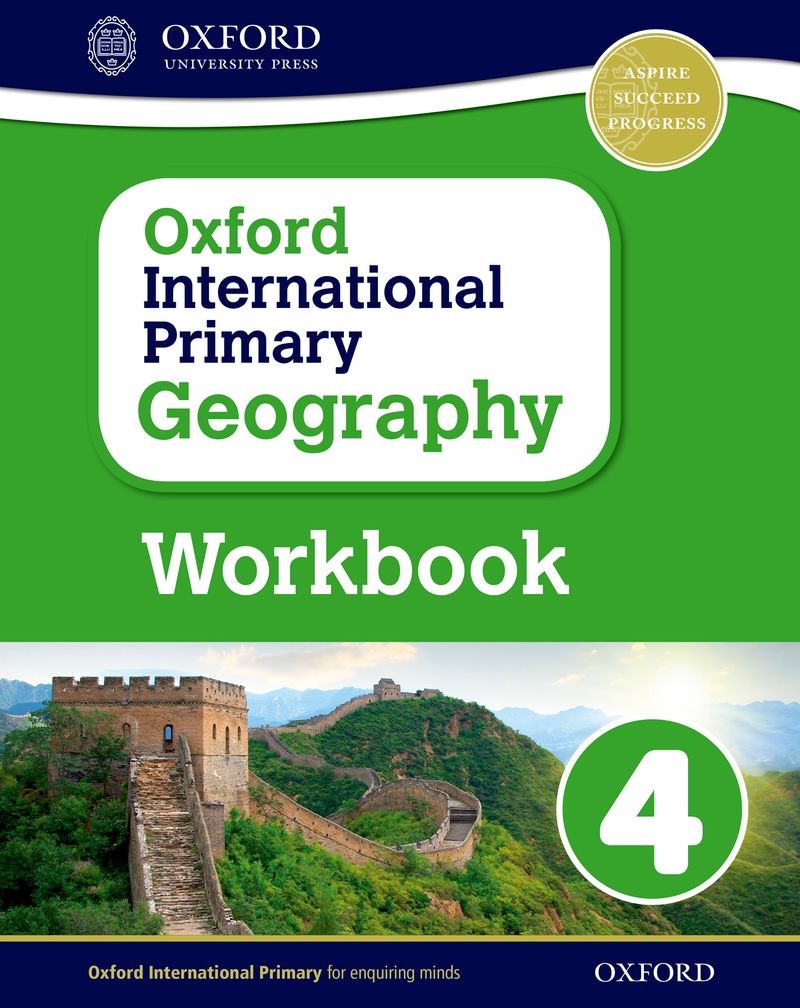 OXFORD
UNIVERSITY PRESS
ASPIRE
SUCCEED
PROGRESS
Oxford
International
Primary
Geography
Workbook
4
Oxford International Primary for enquiring minds
OXFORD